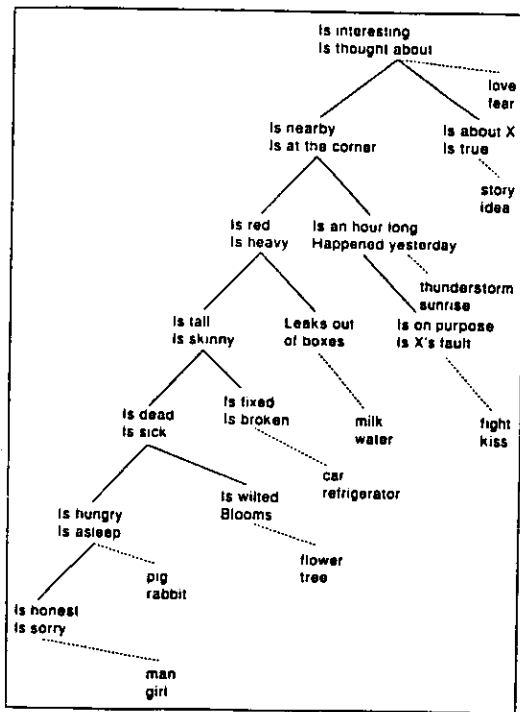 Is interesting
Is thought about
love
fear
Is nearby
Is at the corner
Is about X
Is true
story
idea
Is red
Is heavy
Is an hour long
Happened yesterday
thunderstorm
sunrise
Is tall
Is skinny
Leaks out
of boxes
Is on purpose
Is X's fault
Is dead
Is sick
Is fixed
Is broken
milk
water
fight
kiss
car
refrigerator
Is hungry
Is asleep
Is wilted
Blooms
flower
tree
pig
rabbit
Is honest
Is sorry
man
girl